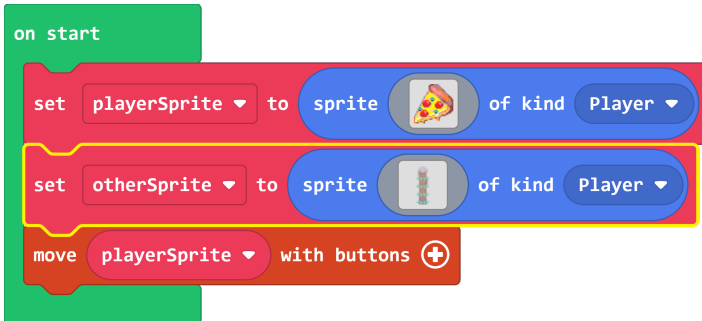 on start
set playerSprite to sprite of kind Player
set otherSprite to sprite of kind Player
move playerSprite with buttons